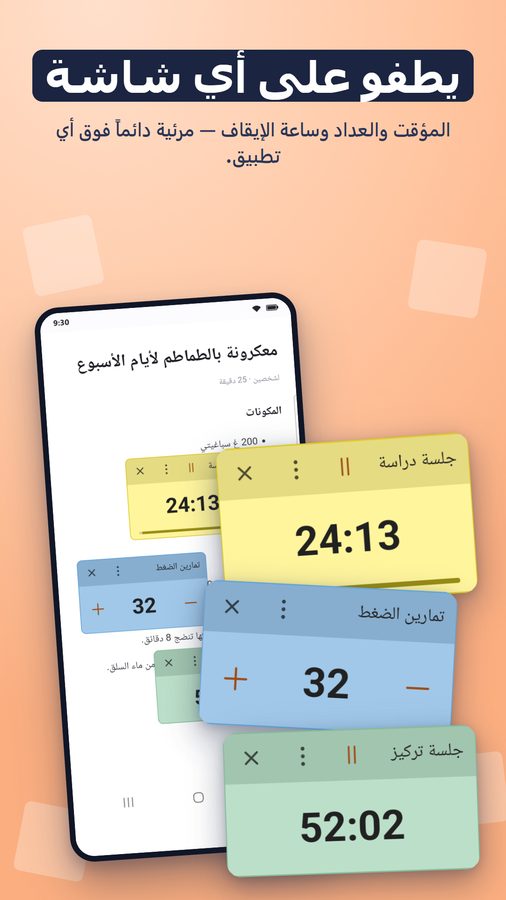 يطفو على أي شاشة
المؤقت والعداد وساعة الإيقاف — مرئية دائماً فوق أي
تطبيق.
9:30
معكرونة بالطماطم لأيام الأسبوع
لشخصين · 25 دقيقة
المكونات
• 200 غ سباغيتي
24:13
جلسة دراسة
24:13
تمارين الضغط
32
تمارين الضغط
32
تنضج 8 دقائق.
من ماء السلق.
جلسة تركيز
52:02